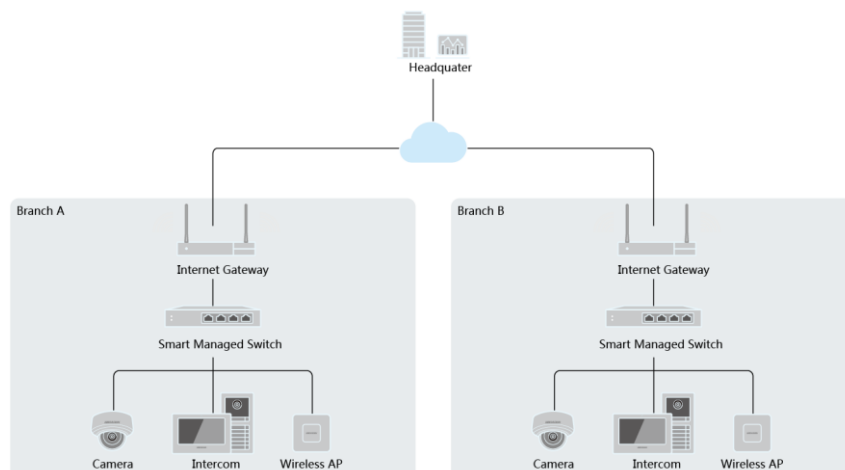 Headquater
Branch A
Branch B
Internet Gateway
Internet Gateway
Smart Managed Switch
Smart Managed Switch
Camera
Intercom
Wireless AP
Camera
Intercom
Wireless AP